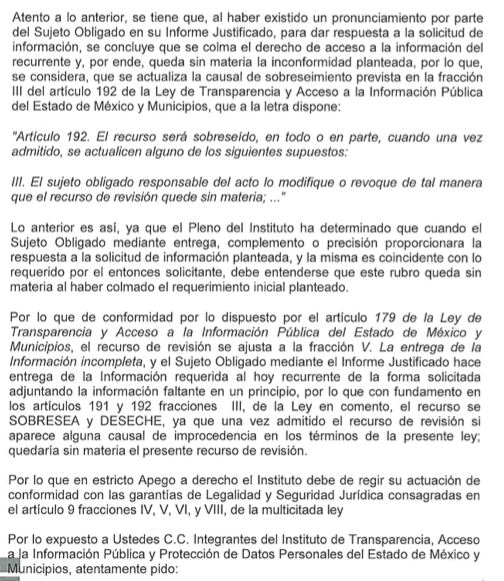 Atento a lo anterior, se tiene que, al haber existido un pronunciamiento por parte
del Sujeto Obligado en su Informe Justificado, para dar respuesta a la solicitud de
información, se concluye que se colma el derecho de acceso a la información del
recurrente y, por ende, queda sin materia la inconformidad planteada, por lo que,
se considera, que se actualiza la causal de sobreseimiento prevista en la fracción
III del artículo 192 de la Ley de Transparencia y Acceso a la Información Pública
del Estado de México y Municipios, que a la letra dispone:
"Artículo 192. El recurso será sobreseído, en todo o en parte, cuando una vez
admitido, se actualicen alguno de los siguientes supuestos:
III. El sujeto obligado responsable del acto lo modifique o revoque de tal manera
que el recurso de revisión quede sin materia; ..."
Lo anterior es así, ya que el Pleno del Instituto ha determinado que cuando el
Sujeto Obligado mediante entrega, complemento o precisión proporcionara la
respuesta a la solicitud de información planteada, y la misma es coincidente con lo
requerido por el entonces solicitante, debe entenderse que este rubro queda sin
materia al haber colmado el requerimiento inicial planteado.
Por lo que de conformidad por lo dispuesto por el artículo 179 de la Ley de
Transparencia y Acceso a la Información Pública del Estado de México y
Municipios, el recurso de revisión se ajusta a la fracción V. La entrega de la
Información incompleta, y el Sujeto Obligado mediante el Informe Justificado hace
entrega de la Información requerida al hoy recurrente de la forma solicitada
adjuntando la información faltante en un principio, por lo que con fundamento en
los artículos 191 y 192 fracciones III, de la Ley en comento, el recurso se
SOBRESEA y DESECHE, ya que una vez admitido el recurso de revisión si
aparece alguna causal de improcedencia en los términos de la presente ley;
quedaría sin materia el presente recurso de revisión.
Por lo que en estricto Apego a derecho el Instituto debe de regir su actuación de
conformidad con las garantías de Legalidad y Seguridad Jurídica consagradas en
el artículo 9 fracciones IV, V, VI, y VIII, de la multicitada ley
Por lo expuesto a Ustedes C.C. Integrantes del Instituto de Transparencia, Acceso
a la Información Pública y Protección de Datos Personales del Estado de México y
Municipios, atentamente pido: